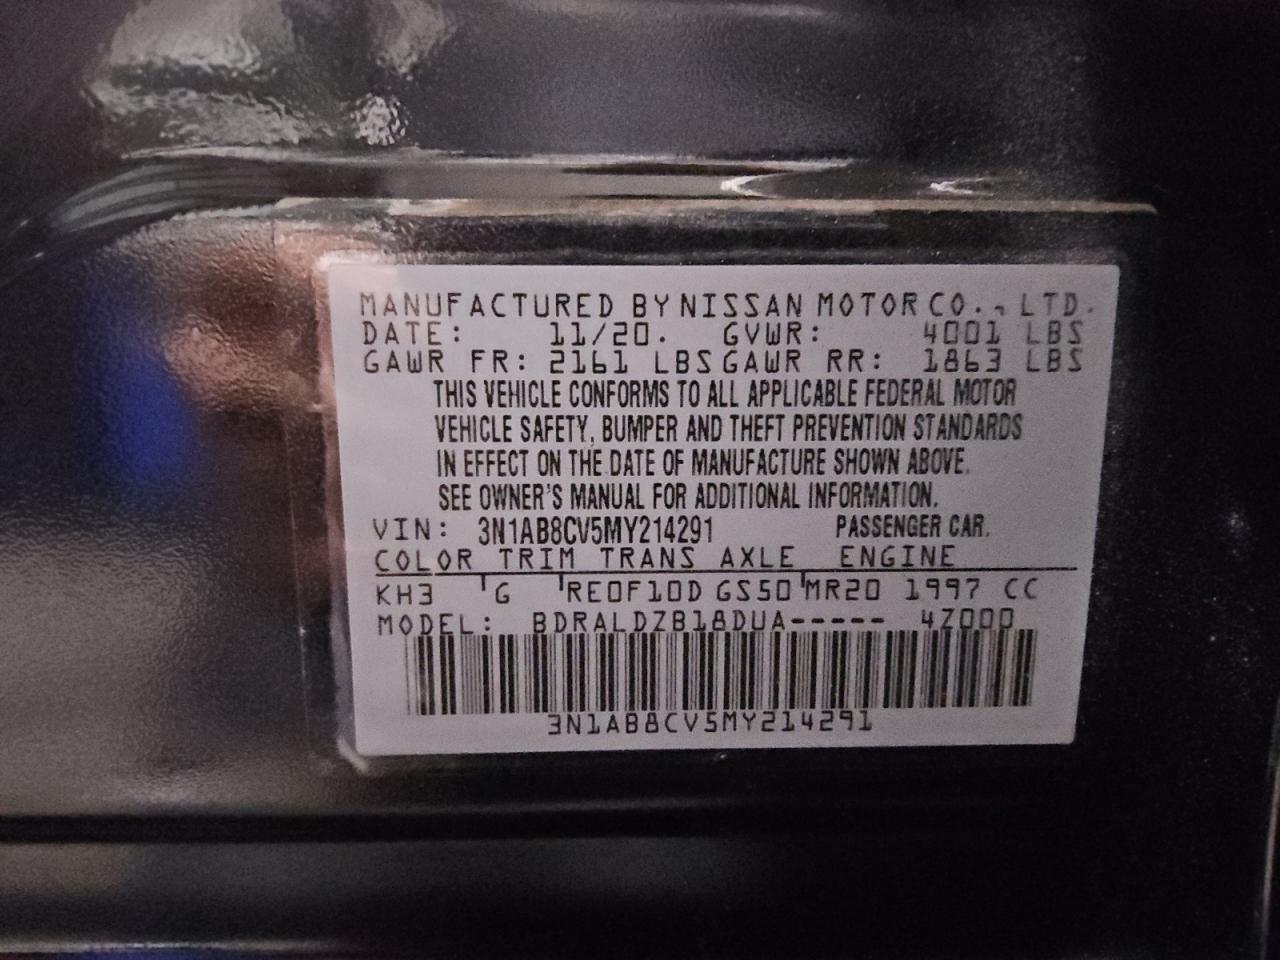 MANUFACTURED BY NISSAN MOTOR CO., LTD.
DATE: 11/20. GVWR: 4001 LBS
GAWR FR: 2161 LBS GAWR RR: 1863 LBS
THIS VEHICLE CONFORMS TO ALL APPLICABLE FEDERAL MOTOR
VEHICLE SAFETY, BUMPER AND THEFT PREVENTION STANDARDS
IN EFFECT ON THE DATE OF MANUFACTURE SHOWN ABOVE.
SEE OWNER'S MANUAL FOR ADDITIONAL INFORMATION.
VIN: 3N1AB8CV5MY214291 PASSENGER CAR.
COLOR TRIM TRANS AXLE ENGINE
KH3 G RE0F10D GS50 MR20 1997 CC
MODEL: BDRALDZB18DUA----- 4Z000
3N1AB8CV5MY214291